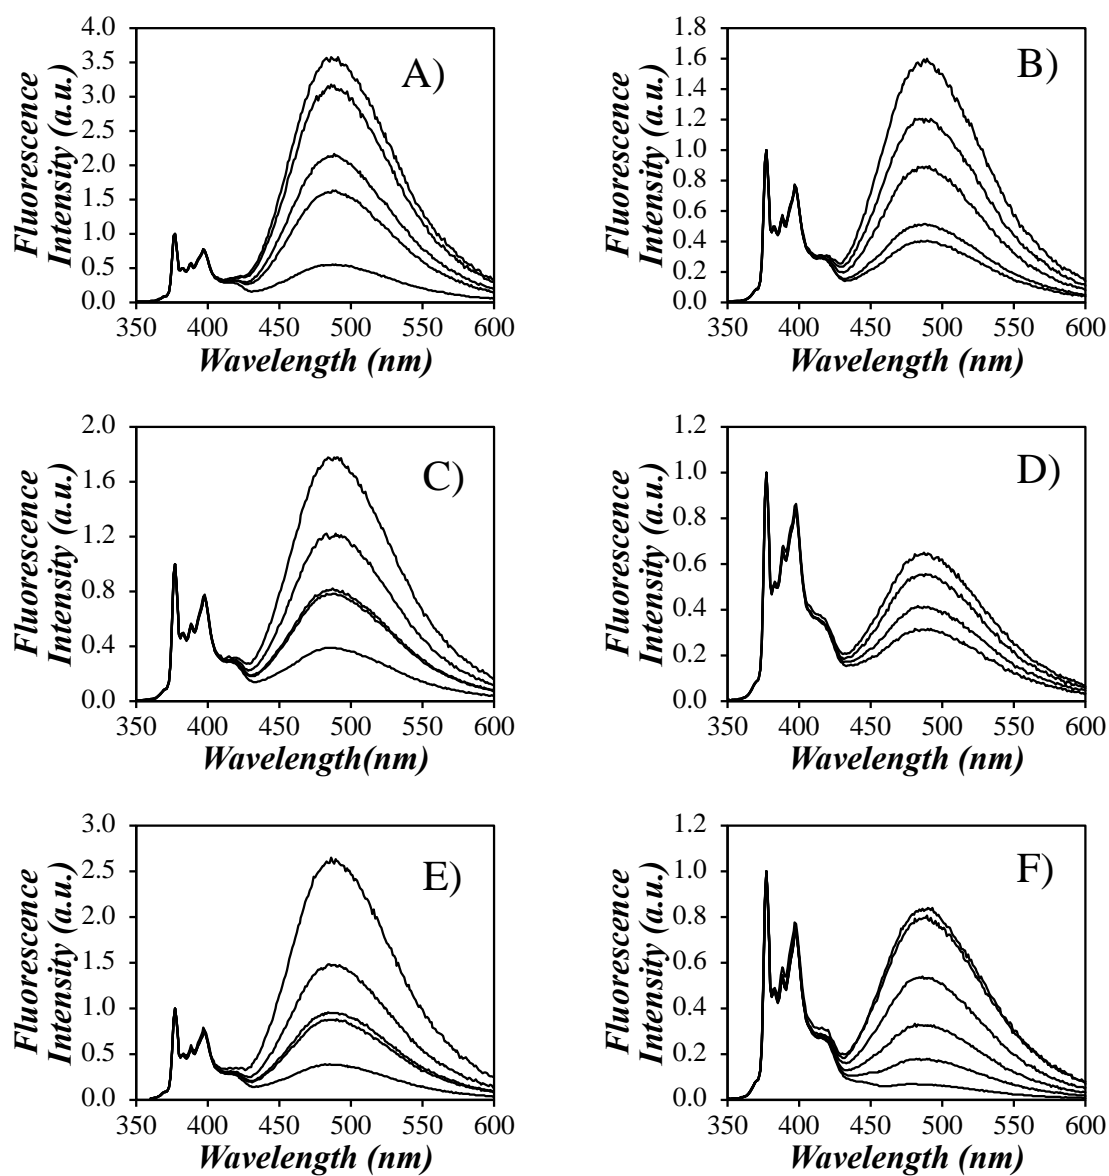 A)
Fluorescence
Intensity (a.u.)
4.0
3.5
3.0
2.5
2.0
1.5
1.0
0.5
0.0
350 400 450 500 550 600
Wavelength (nm)
B)
Fluorescence
Intensity (a.u.)
1.8
1.6
1.4
1.2
1.0
0.8
0.6
0.4
0.2
0.0
350 400 450 500 550 600
Wavelength (nm)
C)
Fluorescence
Intensity (a.u.)
2.0
1.6
1.2
0.8
0.4
0.0
350 400 450 500 550 600
Wavelength(nm)
D)
Fluorescence
Intensity (a.u.)
1.2
1.0
0.8
0.6
0.4
0.2
0.0
350 400 450 500 550 600
Wavelength (nm)
E)
Fluorescence
Intensity (a.u.)
3.0
2.5
2.0
1.5
1.0
0.5
0.0
350 400 450 500 550 600
Wavelength (nm)
F)
Fluorescence
Intensity (a.u.)
1.2
1.0
0.8
0.6
0.4
0.2
0.0
350 400 450 500 550 600
Wavelength (nm)